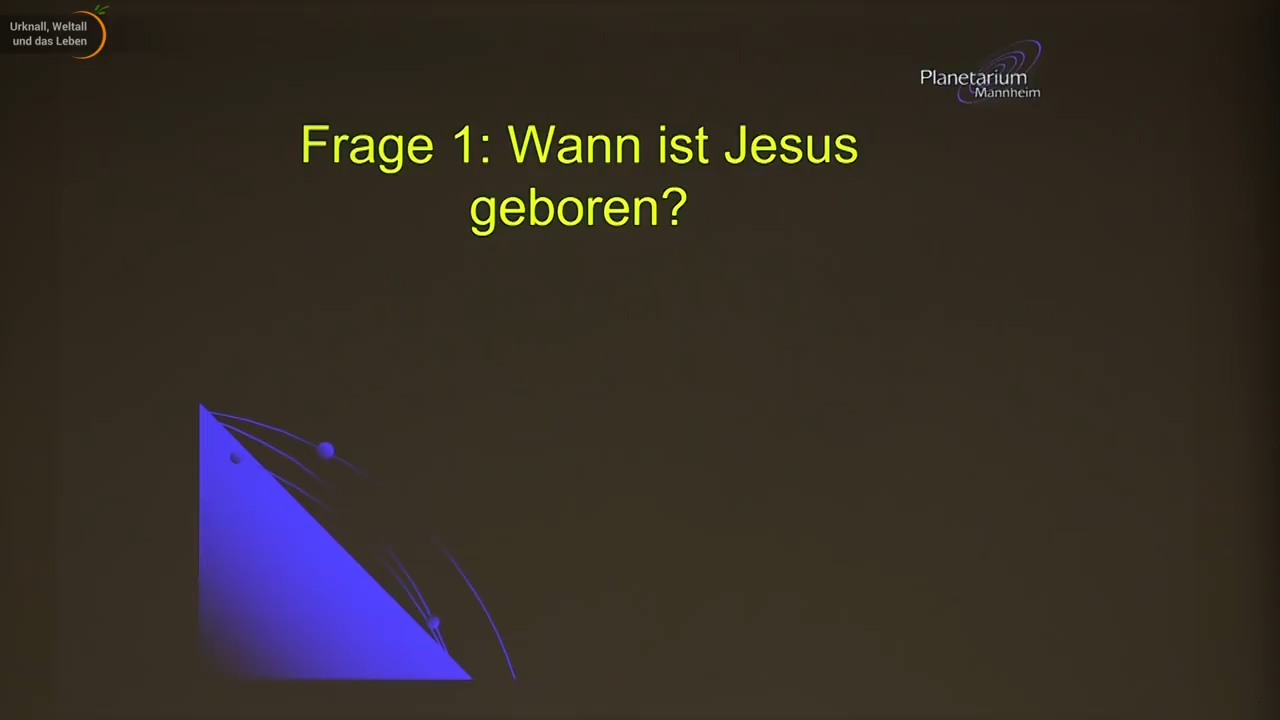 Urknall, Weltall
und das Leben
Planetarium
Mannheim
Frage 1: Wann ist Jesus
geboren?